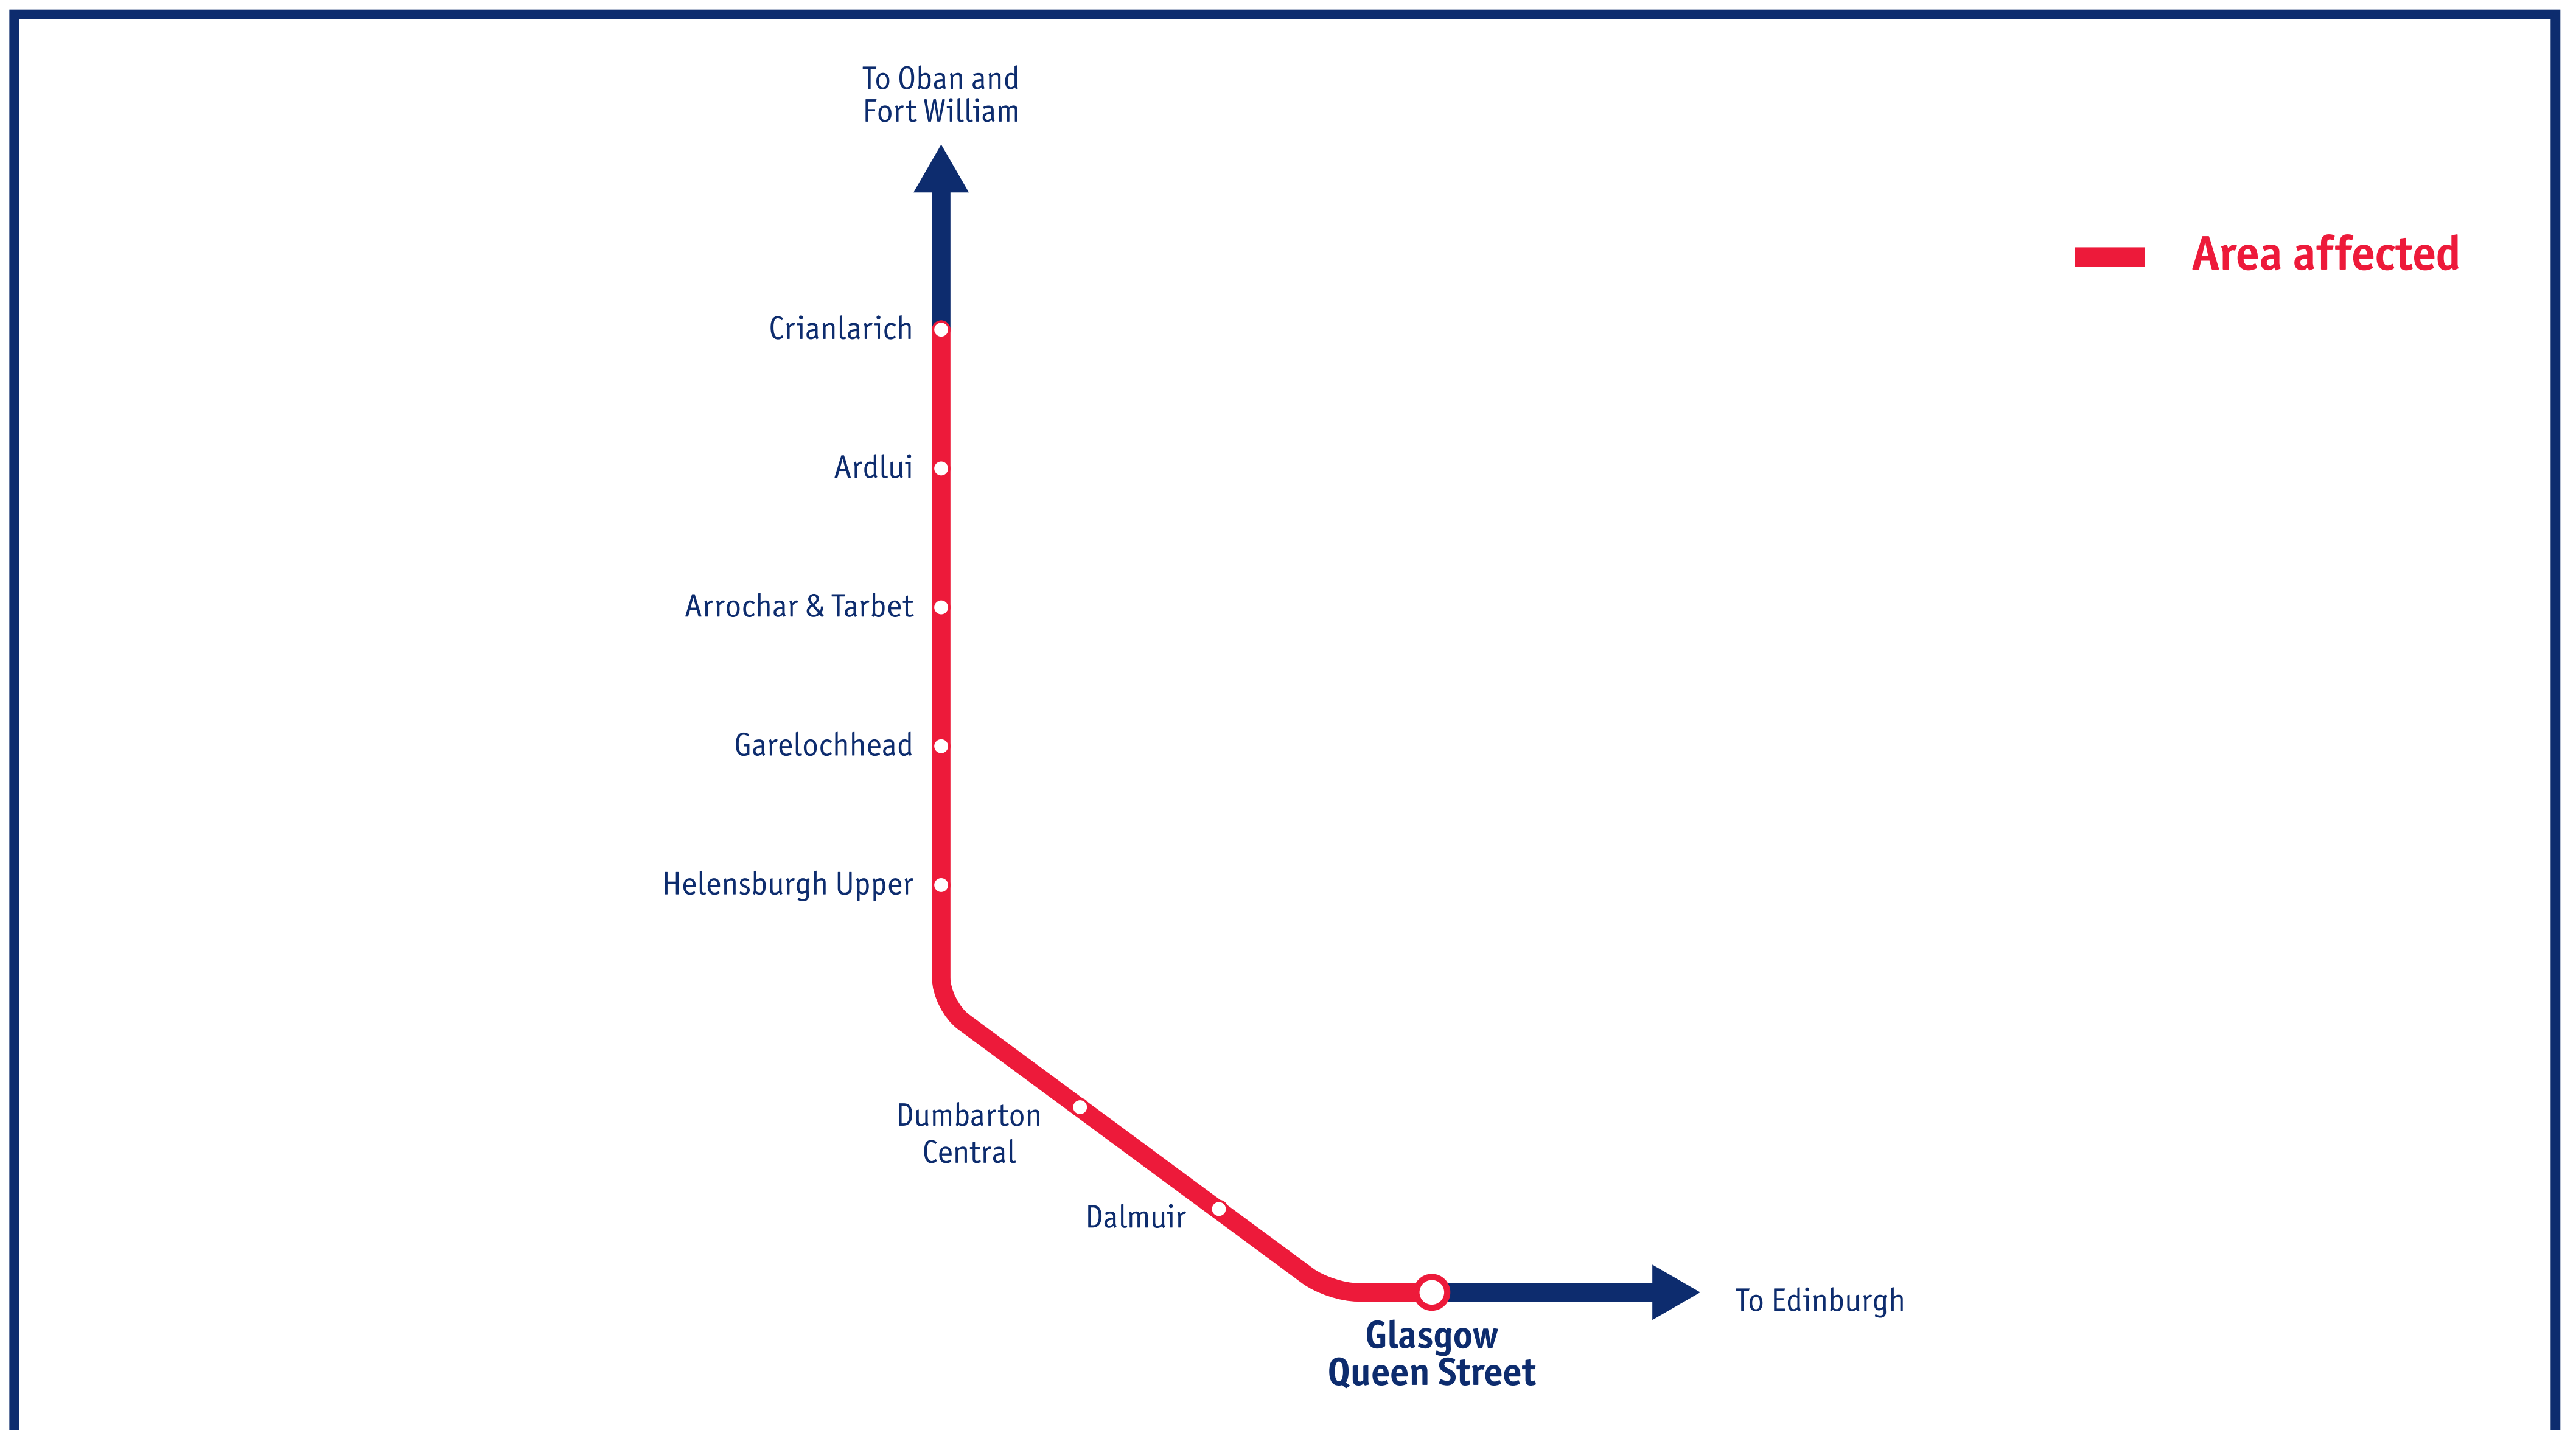 To Oban and
Fort William
Area affected
Crianlarich
Ardlui
Arrochar & Tarbet
Garelochhead
Helensburgh Upper
Dumbarton
Central
Dalmuir
To Edinburgh
Glasgow
Queen Street